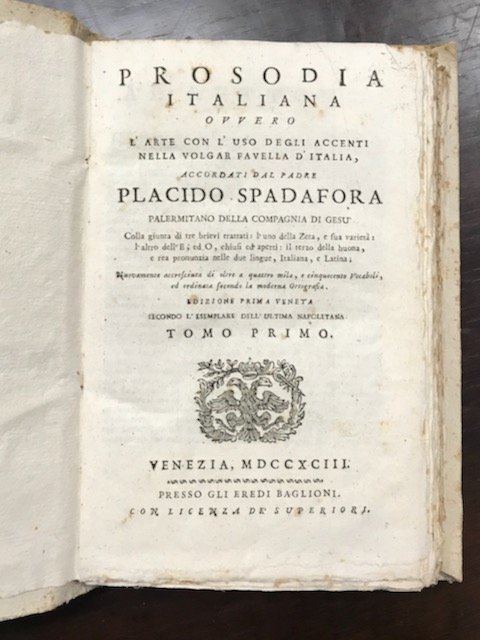 PROSODIA
ITALIANA
OVVERO
L'ARTE CON L'USO DEGLI ACCENTI
NELLA VOLGAR FAVELLA D'ITALIA,
ACCORDATI DAL PADRE
PLACIDO SPADAFORA
PALERMITANO DELLA COMPAGNIA DI GESU'
Colla giunta di tre brievi trattati: l'uno della Zeta, e sua varietà:
l'altro dell'E, ed O, chiusi ed aperti: il terzo della buona,
e rea pronunzia nelle due lingue, Italiana, e Latina;
Nuovamente accresciuta di oltre a quattro mila, e cinquecento Vocaboli,
ed ordinata secondo la moderna Ortografia.
EDIZIONE PRIMA VENETA
SECONDO L'ESEMPLARE DELL'ULTIMA NAPOLETANA.
TOMO PRIMO.
VENEZIA, MDCCXCIII.
PRESSO GLI EREDI BAGLIONI.
CON LICENZA DE' SUPERIORI.